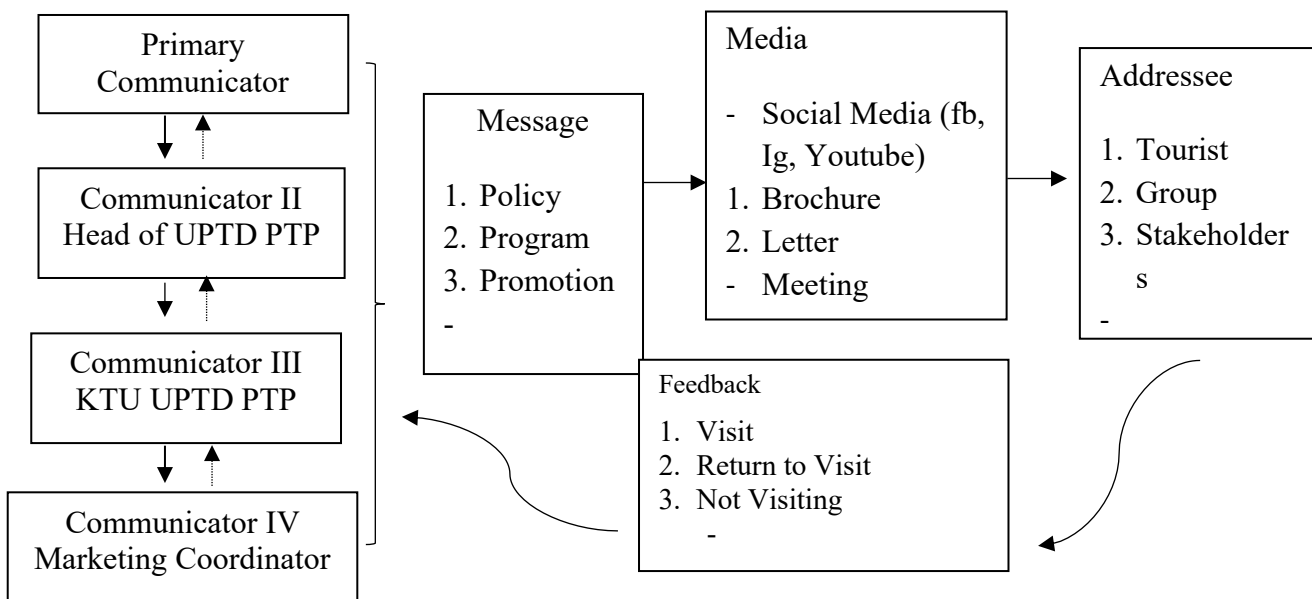 Primary
Communicator
Communicator II
Head of UPTD PTP
Communicator III
KTU UPTD PTP
Communicator IV
Marketing Coordinator
Message
1. Policy
2. Program
3. Promotion
-
Media
- Social Media (fb,
Ig, Youtube)
1. Brochure
2. Letter
- Meeting
Addressee
1. Tourist
2. Group
3. Stakeholder
s
-
Feedback
1. Visit
2. Return to Visit
3. Not Visiting
-